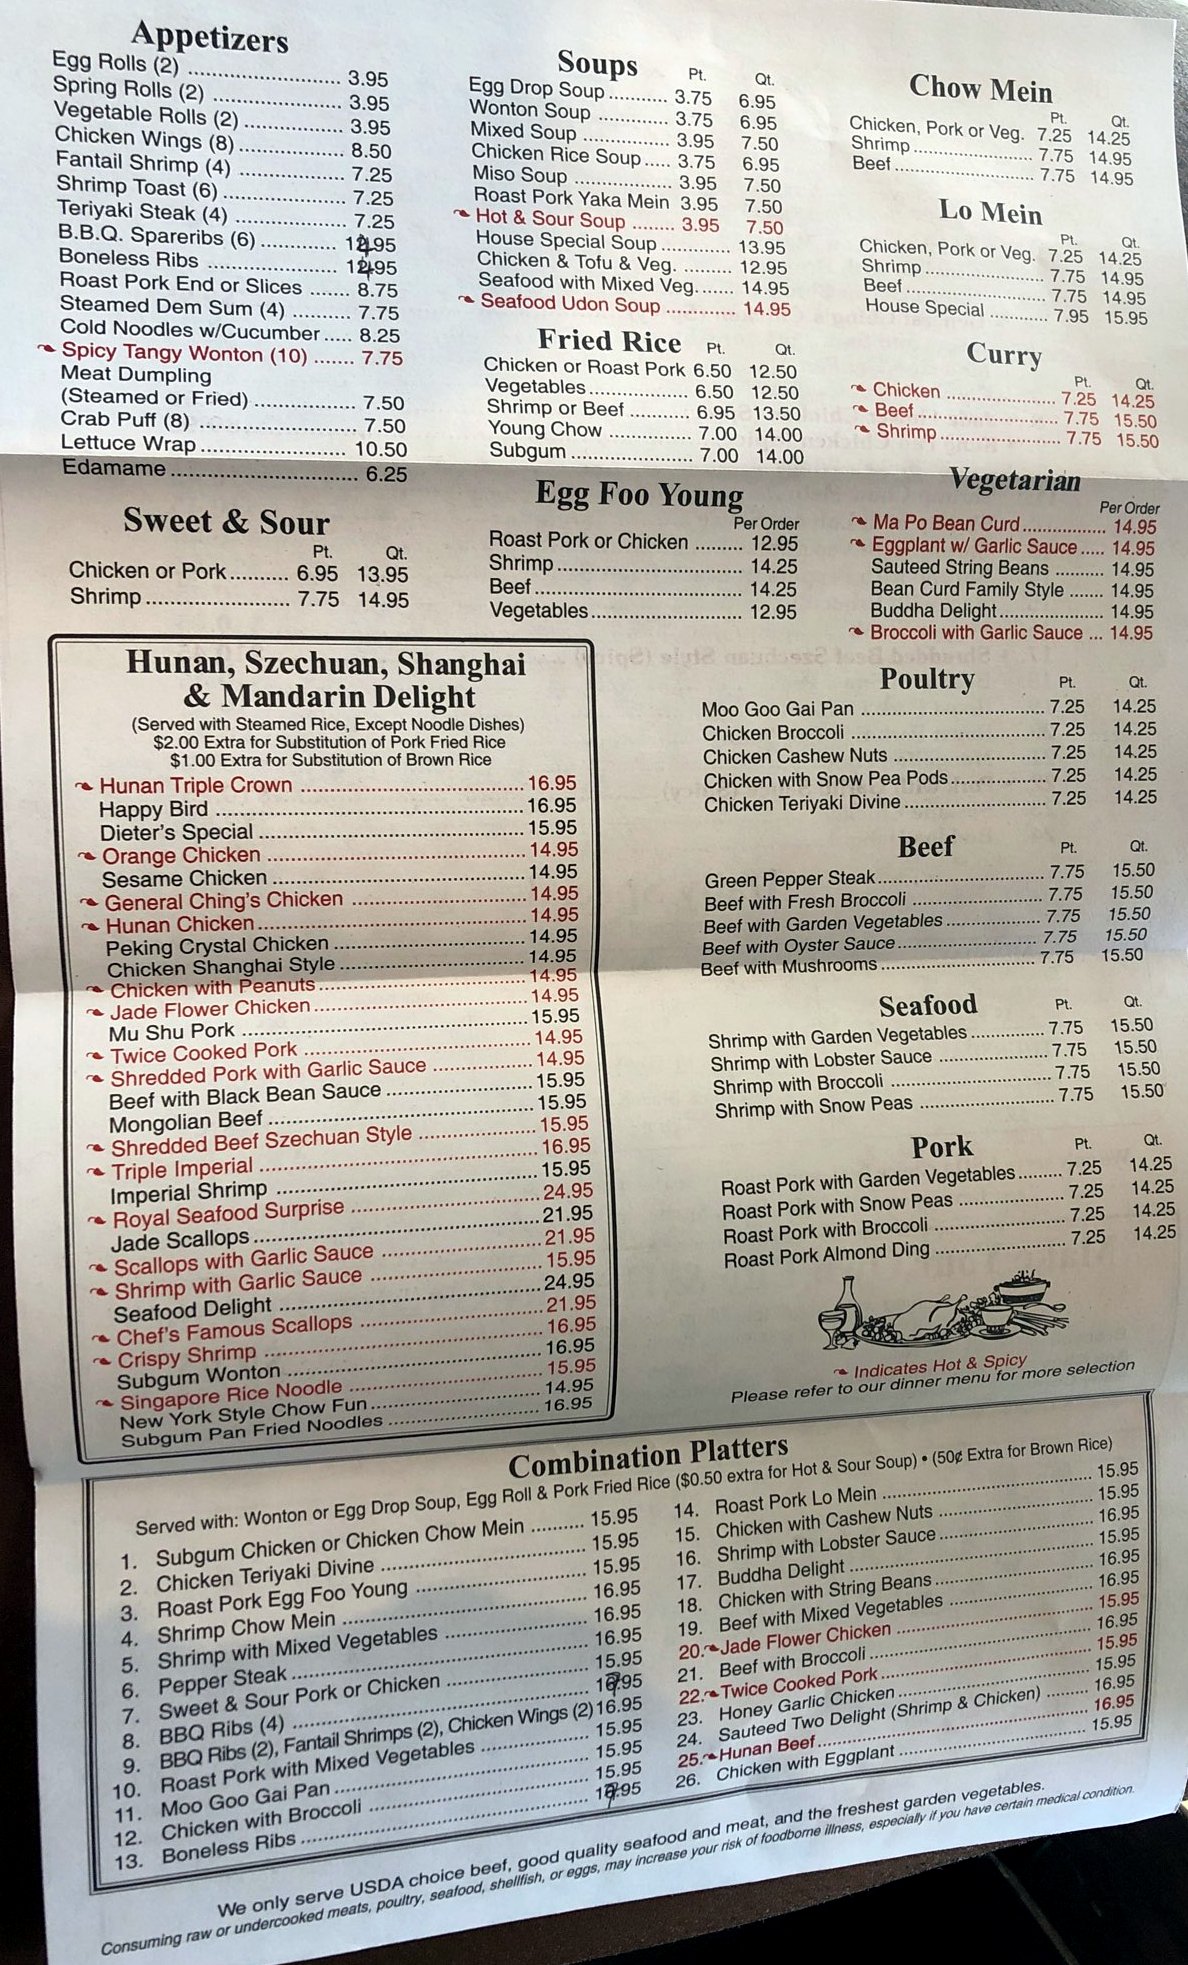 Appetizers
Egg Rolls (2) ........ 3.95
Spring Rolls (2) ........ 3.95
Vegetable Rolls (2) ........ 3.95
Chicken Wings (8) ........ 8.50
Fantail Shrimp (4) ........ 7.25
Shrimp Toast (6) ........ 7.25
Teriyaki Steak (4) ........ 7.25
B.B.Q. Spareribs (6) ........ 14.95
Boneless Ribs ........ 14.95
Roast Pork End or Slices ....... 8.75
Steamed Dem Sum (4) ........ 7.75
Cold Noodles w/Cucumber ..... 8.25
Spicy Tangy Wonton (10) ....... 7.75
Meat Dumpling
(Steamed or Fried) ........ 7.50
Crab Puff (8) ........ 7.50
Lettuce Wrap ........ 10.50
Edamame ........ 6.25
Sweet & Sour
Pt. Qt.
Chicken or Pork .......... 6.95 13.95
Shrimp ........ 7.75 14.95
Soups Pt. Qt.
Egg Drop Soup ........... 3.75 6.95
Wonton Soup ............ 3.75 6.95
Mixed Soup .............. 3.95 7.50
Chicken Rice Soup ..... 3.75 6.95
Miso Soup ................. 3.95 7.50
Roast Pork Yaka Mein 3.95 7.50
Hot & Sour Soup ........ 3.95 7.50
House Special Soup ............ 13.95
Chicken & Tofu & Veg. ......... 12.95
Seafood with Mixed Veg. ...... 14.95
Seafood Udon Soup ............ 14.95
Fried Rice Pt. Qt.
Chicken or Roast Pork 6.50 12.50
Vegetables ................. 6.50 12.50
Shrimp or Beef .......... 6.95 13.50
Young Chow .............. 7.00 14.00
Subgum ..................... 7.00 14.00
Egg Foo Young
Per Order
Roast Pork or Chicken ......... 12.95
Shrimp ........ 14.25
Beef ........ 14.25
Vegetables ........ 12.95
Chow Mein
Pt. Qt.
Chicken, Pork or Veg. 7.25 14.25
Shrimp ........ 7.75 14.95
Beef ........ 7.75 14.95
Lo Mein
Pt. Qt.
Chicken, Pork or Veg. 7.25 14.25
Shrimp ........ 7.75 14.95
Beef ........ 7.75 14.95
House Special ........... 7.95 15.95
Curry
Pt. Qt.
Chicken ........ 7.25 14.25
Beef ........ 7.75 15.50
Shrimp ........ 7.75 15.50
Vegetarian
Per Order
Ma Po Bean Curd ................ 14.95
Eggplant w/ Garlic Sauce ..... 14.95
Sauteed String Beans .......... 14.95
Bean Curd Family Style ....... 14.95
Buddha Delight .................... 14.95
Broccoli with Garlic Sauce ... 14.95
Hunan, Szechuan, Shanghai
& Mandarin Delight
(Served with Steamed Rice, Except Noodle Dishes)
$2.00 Extra for Substitution of Pork Fried Rice
$1.00 Extra for Substitution of Brown Rice
Hunan Triple Crown ........ 16.95
Happy Bird ........ 16.95
Dieter's Special ........ 15.95
Orange Chicken ........ 14.95
Sesame Chicken ........ 14.95
General Ching's Chicken ........ 14.95
Hunan Chicken ........ 14.95
Peking Crystal Chicken ........ 14.95
Chicken Shanghai Style ........ 14.95
Chicken with Peanuts ........ 14.95
Jade Flower Chicken ........ 14.95
Mu Shu Pork ........ 15.95
Twice Cooked Pork ........ 14.95
Shredded Pork with Garlic Sauce ........ 14.95
Beef with Black Bean Sauce ........ 15.95
Mongolian Beef ........ 15.95
Shredded Beef Szechuan Style ........ 15.95
Triple Imperial ........ 16.95
Imperial Shrimp ........ 15.95
Royal Seafood Surprise ........ 24.95
Jade Scallops ........ 21.95
Scallops with Garlic Sauce ........ 21.95
Shrimp with Garlic Sauce ........ 15.95
Seafood Delight ........ 24.95
Chef's Famous Scallops ........ 21.95
Crispy Shrimp ........ 16.95
Subgum Wonton ........ 16.95
Singapore Rice Noodle ........ 15.95
New York Style Chow Fun ........ 14.95
Subgum Pan Fried Noodles ........ 16.95
Poultry Pt. Qt.
Moo Goo Gai Pan ........ 7.25 14.25
Chicken Broccoli ........ 7.25 14.25
Chicken Cashew Nuts ........ 7.25 14.25
Chicken with Snow Pea Pods ........ 7.25 14.25
Chicken Teriyaki Divine ........ 7.25 14.25
Beef Pt. Qt.
Green Pepper Steak ........ 7.75 15.50
Beef with Fresh Broccoli ........ 7.75 15.50
Beef with Garden Vegetables ........ 7.75 15.50
Beef with Oyster Sauce ........ 7.75 15.50
Beef with Mushrooms ........ 7.75 15.50
Seafood Pt. Qt.
Shrimp with Garden Vegetables ........ 7.75 15.50
Shrimp with Lobster Sauce ........ 7.75 15.50
Shrimp with Broccoli ........ 7.75 15.50
Shrimp with Snow Peas ........ 7.75 15.50
Pork Pt. Qt.
Roast Pork with Garden Vegetables ........ 7.25 14.25
Roast Pork with Snow Peas ........ 7.25 14.25
Roast Pork with Broccoli ........ 7.25 14.25
Roast Pork Almond Ding ........ 7.25 14.25
Indicates Hot & Spicy
Please refer to our dinner menu for more selection
Combination Platters
Served with: Wonton or Egg Drop Soup, Egg Roll & Pork Fried Rice ($0.50 extra for Hot & Sour Soup) • (50¢ Extra for Brown Rice)
1. Subgum Chicken or Chicken Chow Mein .......... 15.95
2. Chicken Teriyaki Divine ........ 15.95
3. Roast Pork Egg Foo Young ........ 15.95
4. Shrimp Chow Mein ........ 16.95
5. Shrimp with Mixed Vegetables ........ 16.95
6. Pepper Steak ........ 16.95
7. Sweet & Sour Pork or Chicken ........ 15.95
8. BBQ Ribs (4) ........ 17.95
9. BBQ Ribs (2), Fantail Shrimps (2), Chicken Wings (2) 16.95
10. Roast Pork with Mixed Vegetables ........ 15.95
11. Moo Goo Gai Pan ........ 15.95
12. Chicken with Broccoli ........ 15.95
13. Boneless Ribs ........ 17.95
14. Roast Pork Lo Mein ........ 15.95
15. Chicken with Cashew Nuts ........ 15.95
16. Shrimp with Lobster Sauce ........ 16.95
17. Buddha Delight ........ 15.95
18. Chicken with String Beans ........ 16.95
19. Beef with Mixed Vegetables ........ 16.95
20. Jade Flower Chicken ........ 15.95
21. Beef with Broccoli ........ 16.95
22. Twice Cooked Pork ........ 15.95
23. Honey Garlic Chicken ........ 15.95
24. Sauteed Two Delight (Shrimp & Chicken) ........ 16.95
25. Hunan Beef ........ 16.95
26. Chicken with Eggplant ........ 15.95
We only serve USDA choice beef, good quality seafood and meat, and the freshest garden vegetables.
Consuming raw or undercooked meats, poultry, seafood, shellfish, or eggs, may increase your risk of foodborne illness, especially if you have certain medical condition.